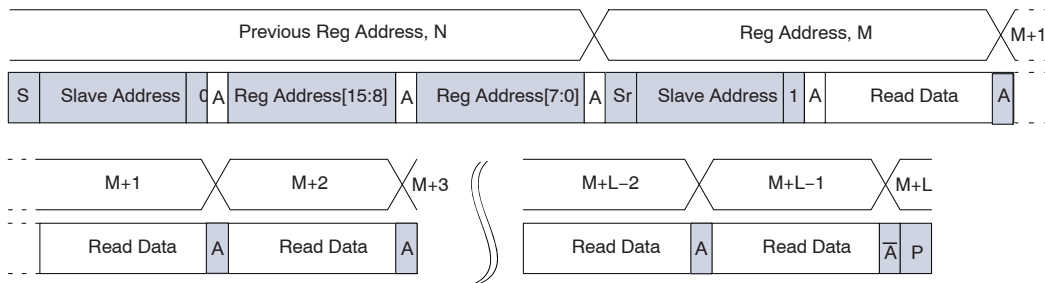 Previous Reg Address, N Reg Address, M M+1
S Slave Address 0 A Reg Address[15:8] A Reg Address[7:0] A Sr Slave Address 1 A Read Data A
M+1 M+2 M+3 M+L−2 M+L−1 M+L
Read Data A Read Data A Read Data A Read Data A̅ P